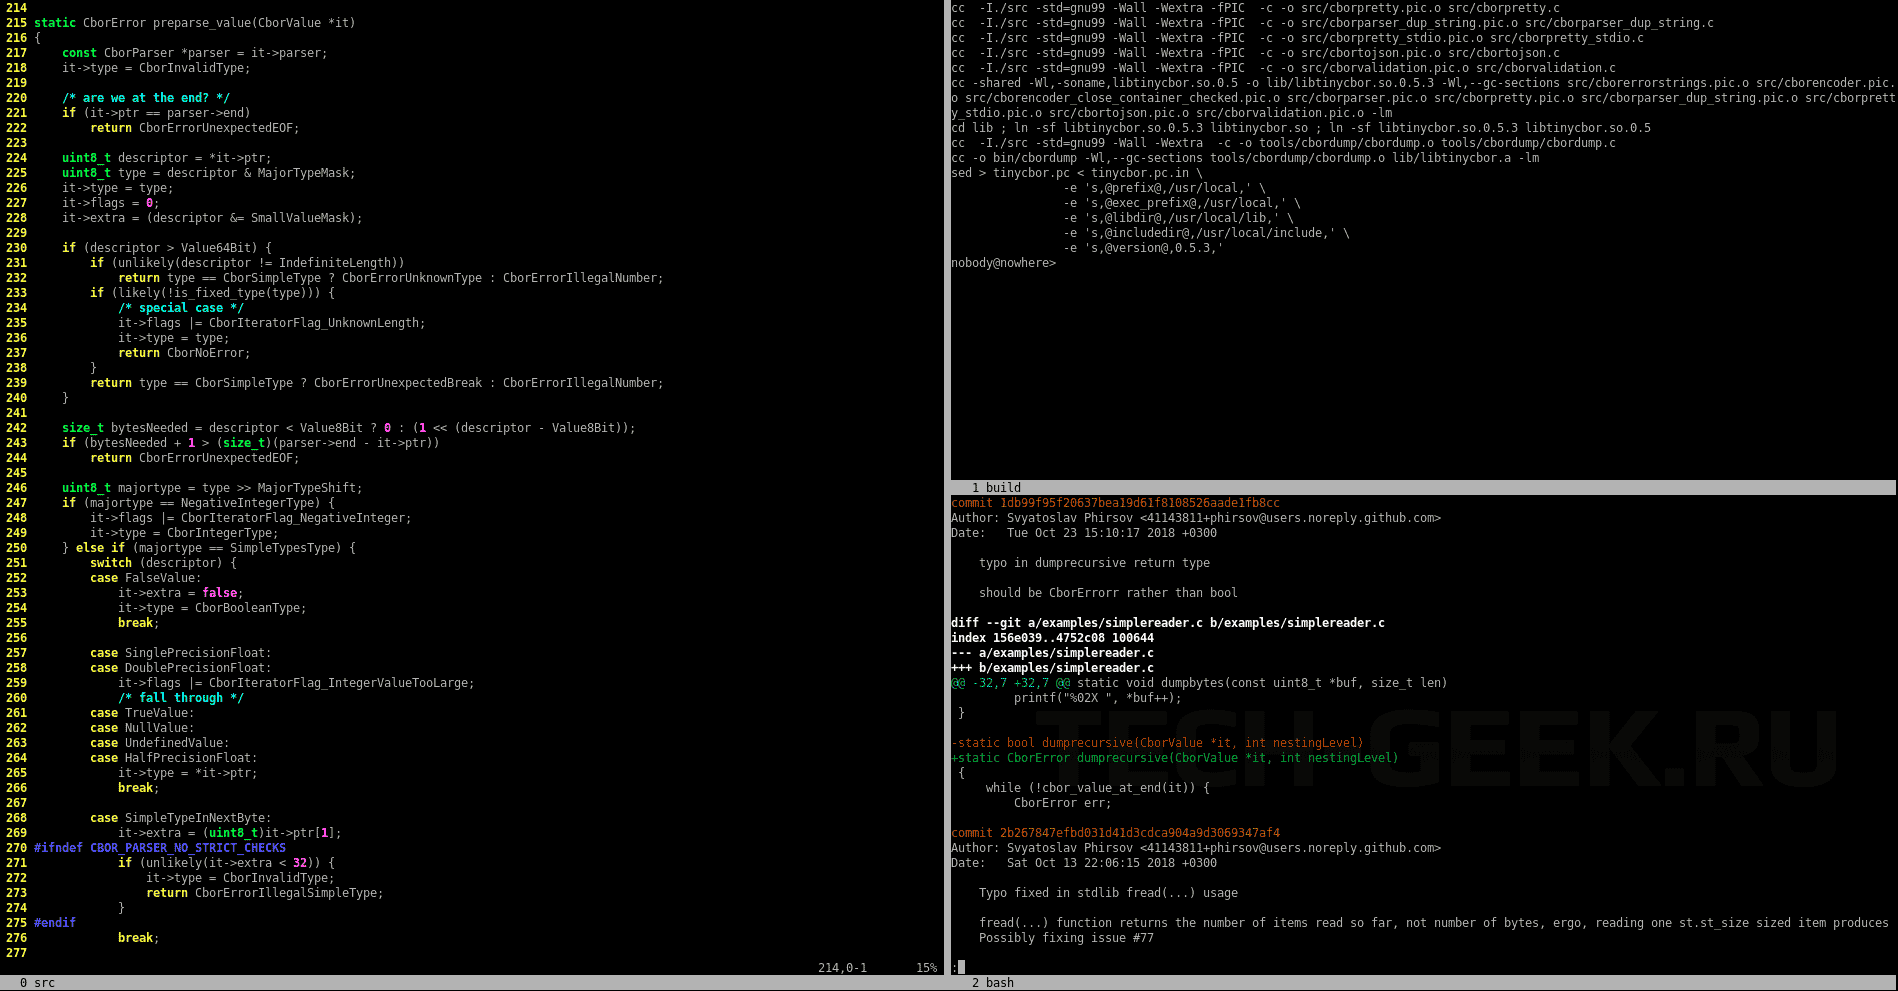 214
215 static CborError preparse_value(CborValue *it)
216 {
217     const CborParser *parser = it->parser;
218     it->type = CborInvalidType;
219
220     /* are we at the end? */
221     if (it->ptr == parser->end)
222         return CborErrorUnexpectedEOF;
223
224     uint8_t descriptor = *it->ptr;
225     uint8_t type = descriptor & MajorTypeMask;
226     it->type = type;
227     it->flags = 0;
228     it->extra = (descriptor &= SmallValueMask);
229
230     if (descriptor > Value64Bit) {
231         if (unlikely(descriptor != IndefiniteLength))
232             return type == CborSimpleType ? CborErrorUnknownType : CborErrorIllegalNumber;
233         if (likely(!is_fixed_type(type))) {
234             /* special case */
235             it->flags |= CborIteratorFlag_UnknownLength;
236             it->type = type;
237             return CborNoError;
238         }
239         return type == CborSimpleType ? CborErrorUnexpectedBreak : CborErrorIllegalNumber;
240     }
241
242     size_t bytesNeeded = descriptor < Value8Bit ? 0 : (1 << (descriptor - Value8Bit));
243     if (bytesNeeded + 1 > (size_t)(parser->end - it->ptr))
244         return CborErrorUnexpectedEOF;
245
246     uint8_t majortype = type >> MajorTypeShift;
247     if (majortype == NegativeIntegerType) {
248         it->flags |= CborIteratorFlag_NegativeInteger;
249         it->type = CborIntegerType;
250     } else if (majortype == SimpleTypesType) {
251         switch (descriptor) {
252         case FalseValue:
253             it->extra = false;
254             it->type = CborBooleanType;
255             break;
256
257         case SinglePrecisionFloat:
258         case DoublePrecisionFloat:
259             it->flags |= CborIteratorFlag_IntegerValueTooLarge;
260             /* fall through */
261         case TrueValue:
262         case NullValue:
263         case UndefinedValue:
264         case HalfPrecisionFloat:
265             it->type = *it->ptr;
266             break;
267
268         case SimpleTypeInNextByte:
269             it->extra = (uint8_t)it->ptr[1];
270 #ifndef CBOR_PARSER_NO_STRICT_CHECKS
271             if (unlikely(it->extra < 32)) {
272                 it->type = CborInvalidType;
273                 return CborErrorIllegalSimpleType;
274             }
275 #endif
276             break;
277
214,0-1       15%
0 src
cc  -I./src -std=gnu99 -Wall -Wextra -fPIC  -c -o src/cborpretty.pic.o src/cborpretty.c
cc  -I./src -std=gnu99 -Wall -Wextra -fPIC  -c -o src/cborparser_dup_string.pic.o src/cborparser_dup_string.c
cc  -I./src -std=gnu99 -Wall -Wextra -fPIC  -c -o src/cborpretty_stdio.pic.o src/cborpretty_stdio.c
cc  -I./src -std=gnu99 -Wall -Wextra -fPIC  -c -o src/cbortojson.pic.o src/cbortojson.c
cc  -I./src -std=gnu99 -Wall -Wextra -fPIC  -c -o src/cborvalidation.pic.o src/cborvalidation.c
cc -shared -Wl,-soname,libtinycbor.so.0.5 -o lib/libtinycbor.so.0.5.3 -Wl,--gc-sections src/cborerrorstrings.pic.o src/cborencoder.pic.
o src/cborencoder_close_container_checked.pic.o src/cborparser.pic.o src/cborpretty.pic.o src/cborparser_dup_string.pic.o src/cborprett
y_stdio.pic.o src/cbortojson.pic.o src/cborvalidation.pic.o -lm
cd lib ; ln -sf libtinycbor.so.0.5.3 libtinycbor.so ; ln -sf libtinycbor.so.0.5.3 libtinycbor.so.0.5
cc  -I./src -std=gnu99 -Wall -Wextra  -c -o tools/cbordump/cbordump.o tools/cbordump/cbordump.c
cc -o bin/cbordump -Wl,--gc-sections tools/cbordump/cbordump.o lib/libtinycbor.a -lm
sed > tinycbor.pc < tinycbor.pc.in \
                -e 's,@prefix@,/usr/local,' \
                -e 's,@exec_prefix@,/usr/local,' \
                -e 's,@libdir@,/usr/local/lib,' \
                -e 's,@includedir@,/usr/local/include,' \
                -e 's,@version@,0.5.3,'
nobody@nowhere>
1 build
commit 1db99f95f20637bea19d61f8108526aade1fb8cc
Author: Svyatoslav Phirsov <41143811+phirsov@users.noreply.github.com>
Date:   Tue Oct 23 15:10:17 2018 +0300

    typo in dumprecursive return type

    should be CborErrorr rather than bool

diff --git a/examples/simplereader.c b/examples/simplereader.c
index 156e039..4752c08 100644
--- a/examples/simplereader.c
+++ b/examples/simplereader.c
@@ -32,7 +32,7 @@ static void dumpbytes(const uint8_t *buf, size_t len)
         printf("%02X ", *buf++);
 }

-static bool dumprecursive(CborValue *it, int nestingLevel)
+static CborError dumprecursive(CborValue *it, int nestingLevel)
 {
     while (!cbor_value_at_end(it)) {
         CborError err;

commit 2b267847efbd031d41d3cdca904a9d3069347af4
Author: Svyatoslav Phirsov <41143811+phirsov@users.noreply.github.com>
Date:   Sat Oct 13 22:06:15 2018 +0300

    Typo fixed in stdlib fread(...) usage

    fread(...) function returns the number of items read so far, not number of bytes, ergo, reading one st.st_size sized item produces
    Possibly fixing issue #77

:
2 bash
TECH-GEEK.RU